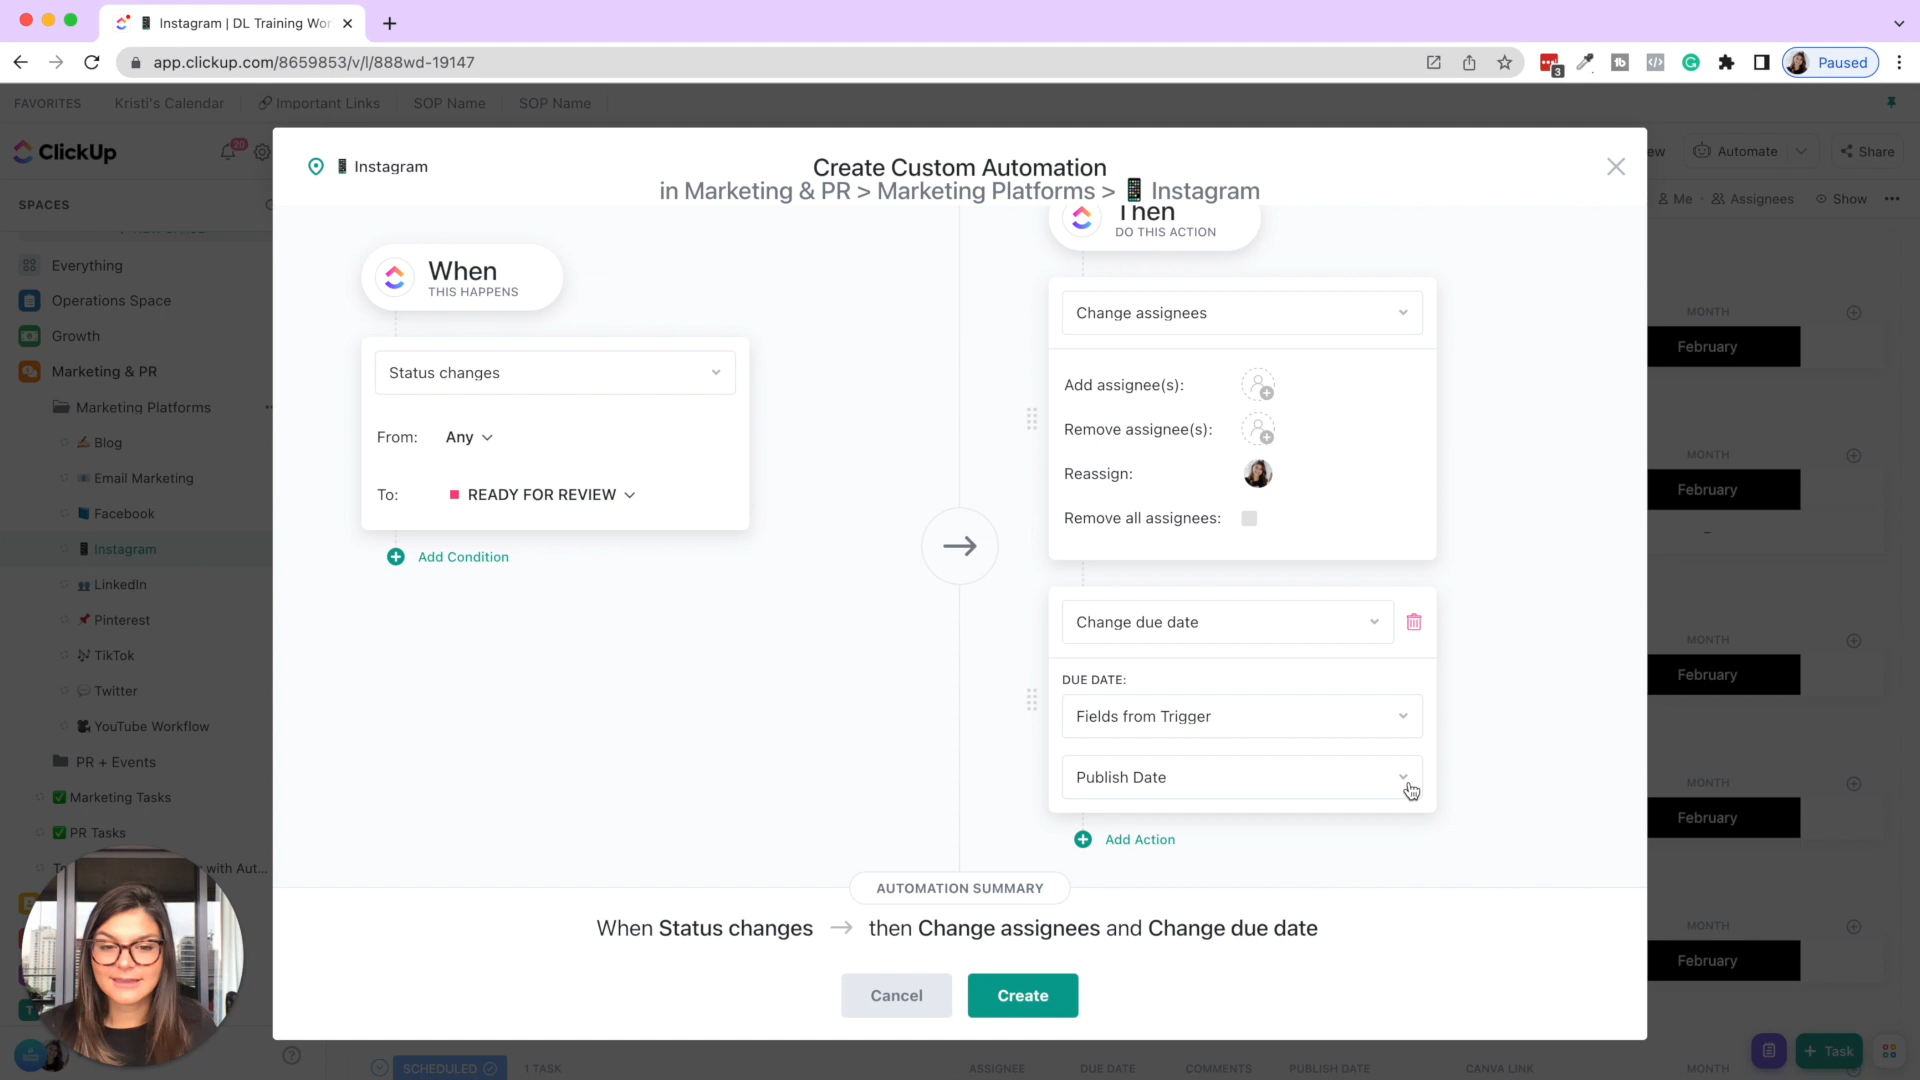 Instagram | DL Training Wor
app.clickup.com/8659853/v/l/888wd-19147
3
Paused
FAVORITES
Kristi's Calendar
Important Links
SOP Name
SOP Name
ClickUp
20
Automate
Share
SPACES
Me
Assignees
Show
Everything
Operations Space
Growth
Marketing & PR
Marketing Platforms
Blog
Email Marketing
Facebook
Instagram
LinkedIn
Pinterest
TikTok
Twitter
YouTube Workflow
PR + Events
Marketing Tasks
PR Tasks
with Aut...
Instagram
Create Custom Automation
in Marketing & PR > Marketing Platforms > Instagram
When
THIS HAPPENS
Status changes
From: Any
To: READY FOR REVIEW
Add Condition
Then
DO THIS ACTION
Change assignees
Add assignee(s):
Remove assignee(s):
Reassign:
Remove all assignees:
Change due date
DUE DATE:
Fields from Trigger
Publish Date
Add Action
AUTOMATION SUMMARY
When Status changes → then Change assignees and Change due date
Cancel
Create
MONTH
February
MONTH
February
–
MONTH
February
MONTH
February
MONTH
February
SCHEDULED
1 TASK
ASSIGNEE
DUE DATE
COMMENTS
PUBLISH DATE
CANVA LINK
MONTH
+ Task